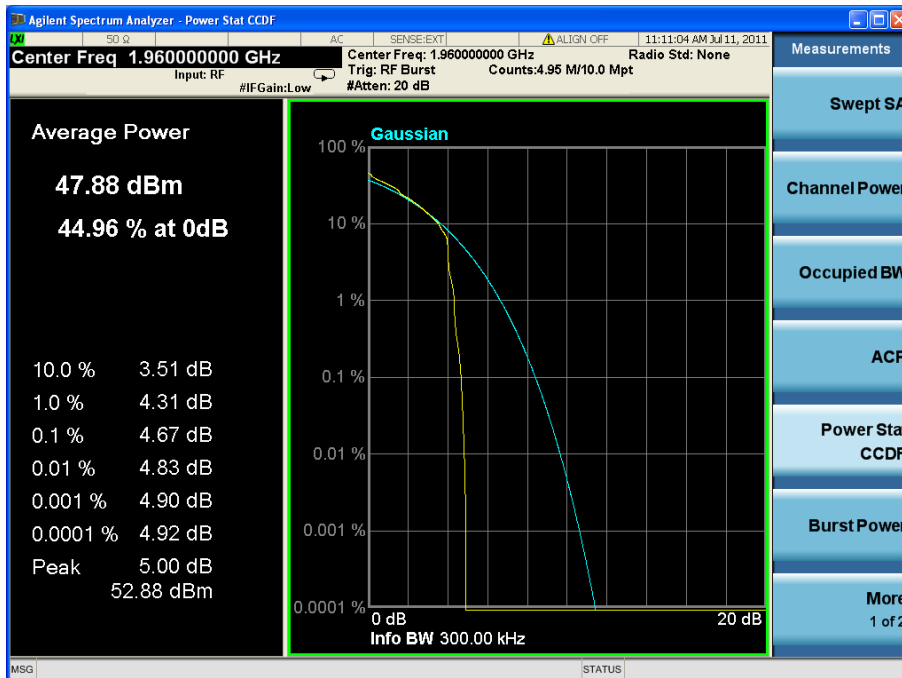 Agilent Spectrum Analyzer - Power Stat CCDF
LXI 50 Ω AC SENSE:EXT ALIGN OFF 11:11:04 AM Jul 11, 2011
Center Freq 1.960000000 GHz
Input: RF
#IFGain:Low
Center Freq: 1.960000000 GHz
Radio Std: None
Trig: RF Burst
Counts:4.95 M/10.0 Mpt
#Atten: 20 dB
Average Power
47.88 dBm
44.96 % at 0dB
10.0 % 3.51 dB
1.0 % 4.31 dB
0.1 % 4.67 dB
0.01 % 4.83 dB
0.001 % 4.90 dB
0.0001 % 4.92 dB
Peak 5.00 dB
52.88 dBm
Gaussian
100 %
10 %
1 %
0.1 %
0.01 %
0.001 %
0.0001 %
0 dB
20 dB
Info BW 300.00 kHz
Measurements
Swept SA
Channel Power
Occupied BW
ACP
Power Sta
CCDF
Burst Power
More
1 of 2
MSG
STATUS